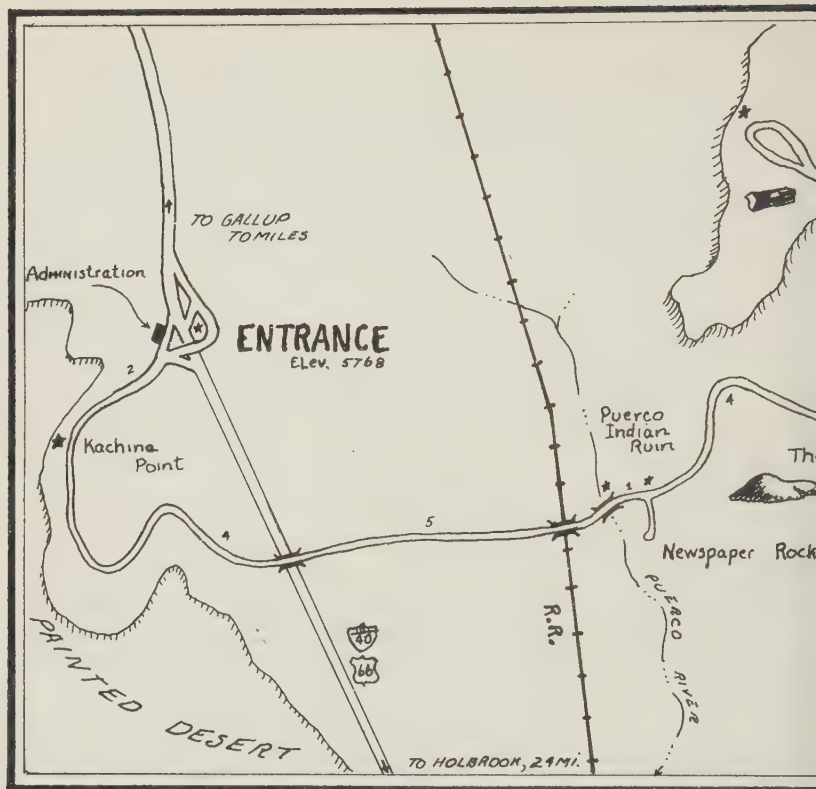 TO GALLUP
TO MILES
ADMINISTRATION
ENTRANCE
ELEV. 5768
2
Kachina
Point
4
5
Puerco
Indian
Ruin
1
4
Newspaper Rock
PUERCO
RIVER
R.R.
40
66
PAINTED DESERT
TO HOLBROOK, 24 MI.